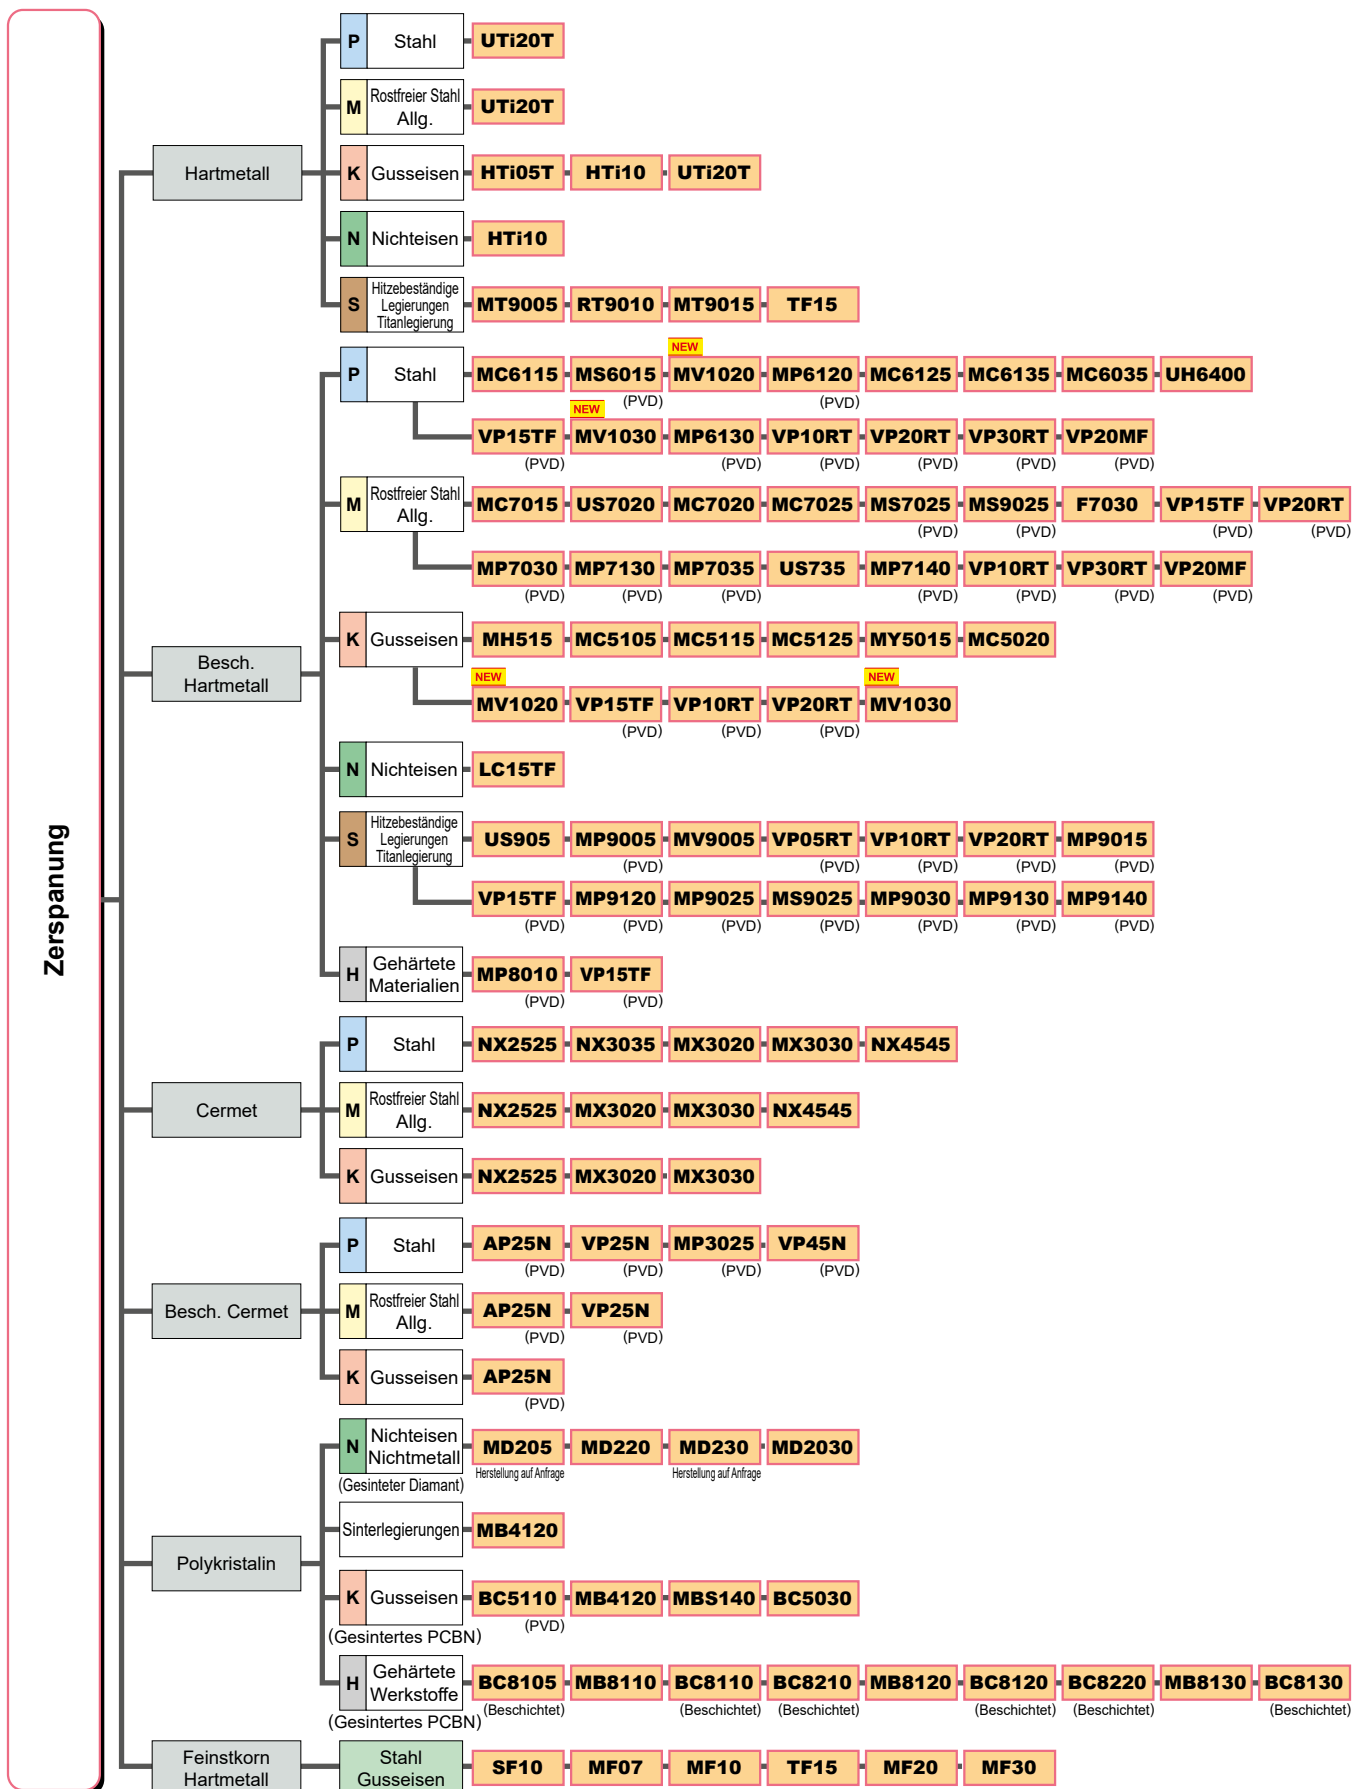 Zerspanung
Hartmetall
P Stahl UTi20T
M Rostfreier Stahl
Allg. UTi20T
K Gusseisen HTi05T HTi10 UTi20T
N Nichteisen HTi10
S Hitzebeständige
Legierungen
Titanlegierung MT9005 RT9010 MT9015 TF15
Besch.
Hartmetall
NEW
P Stahl MC6115 MS6015 MV1020 MP6120 MC6125 MC6135 MC6035 UH6400
(PVD) (PVD)
NEW
VP15TF MV1030 MP6130 VP10RT VP20RT VP30RT VP20MF
(PVD) (PVD) (PVD) (PVD) (PVD) (PVD)
M Rostfreier Stahl
Allg. MC7015 US7020 MC7020 MC7025 MS7025 MS9025 F7030 VP15TF VP20RT
(PVD) (PVD) (PVD) (PVD)
MP7030 MP7130 MP7035 US735 MP7140 VP10RT VP30RT VP20MF
(PVD) (PVD) (PVD) (PVD) (PVD) (PVD) (PVD)
K Gusseisen MH515 MC5105 MC5115 MC5125 MY5015 MC5020
NEW NEW
MV1020 VP15TF VP10RT VP20RT MV1030
(PVD) (PVD) (PVD)
N Nichteisen LC15TF
S Hitzebeständige
Legierungen
Titanlegierung US905 MP9005 MV9005 VP05RT VP10RT VP20RT MP9015
(PVD) (PVD) (PVD) (PVD) (PVD)
VP15TF MP9120 MP9025 MS9025 MP9030 MP9130 MP9140
(PVD) (PVD) (PVD) (PVD) (PVD) (PVD) (PVD)
H Gehärtete
Materialien MP8010 VP15TF
(PVD) (PVD)
Cermet
P Stahl NX2525 NX3035 MX3020 MX3030 NX4545
M Rostfreier Stahl
Allg. NX2525 MX3020 MX3030 NX4545
K Gusseisen NX2525 MX3020 MX3030
Besch. Cermet
P Stahl AP25N VP25N MP3025 VP45N
(PVD) (PVD) (PVD) (PVD)
M Rostfreier Stahl
Allg. AP25N VP25N
(PVD) (PVD)
K Gusseisen AP25N
(PVD)
Polykristalin
N Nichteisen
Nichtmetall MD205 MD220 MD230 MD2030
(Gesinteter Diamant) Herstellung auf Anfrage Herstellung auf Anfrage
Sinterlegierungen MB4120
K Gusseisen BC5110 MB4120 MBS140 BC5030
(PVD)
(Gesintertes PCBN)
H Gehärtete
Werkstoffe BC8105 MB8110 BC8110 BC8210 MB8120 BC8120 BC8220 MB8130 BC8130
(Gesintertes PCBN) (Beschichtet) (Beschichtet) (Beschichtet) (Beschichtet) (Beschichtet) (Beschichtet)
Feinstkorn
Hartmetall
Stahl
Gusseisen SF10 MF07 MF10 TF15 MF20 MF30